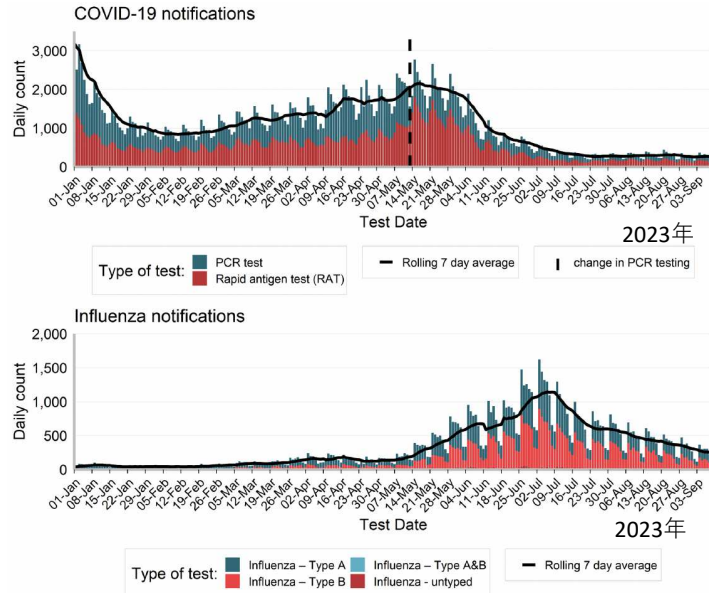 COVID-19 notifications
Daily count
3,000
2,000
1,000
0
01-Jan 08-Jan 15-Jan 22-Jan 29-Jan 05-Feb 12-Feb 19-Feb 26-Feb 05-Mar 12-Mar 19-Mar 26-Mar 02-Apr 09-Apr 16-Apr 23-Apr 30-Apr 07-May 14-May 21-May 28-May 04-Jun 11-Jun 18-Jun 25-Jun 02-Jul 09-Jul 16-Jul 23-Jul 30-Jul 06-Aug 13-Aug 20-Aug 27-Aug 03-Sep
Test Date
2023年
Type of test:
PCR test
Rapid antigen test (RAT)
Rolling 7 day average
change in PCR testing
Influenza notifications
Daily count
2,000
1,500
1,000
500
0
01-Jan 08-Jan 15-Jan 22-Jan 29-Jan 05-Feb 12-Feb 19-Feb 26-Feb 05-Mar 12-Mar 19-Mar 26-Mar 02-Apr 09-Apr 16-Apr 23-Apr 30-Apr 07-May 14-May 21-May 28-May 04-Jun 11-Jun 18-Jun 25-Jun 02-Jul 09-Jul 16-Jul 23-Jul 30-Jul 06-Aug 13-Aug 20-Aug 27-Aug 03-Sep
Test Date
2023年
Type of test:
Influenza – Type A
Influenza – Type A&B
Influenza – Type B
Influenza - untyped
Rolling 7 day average